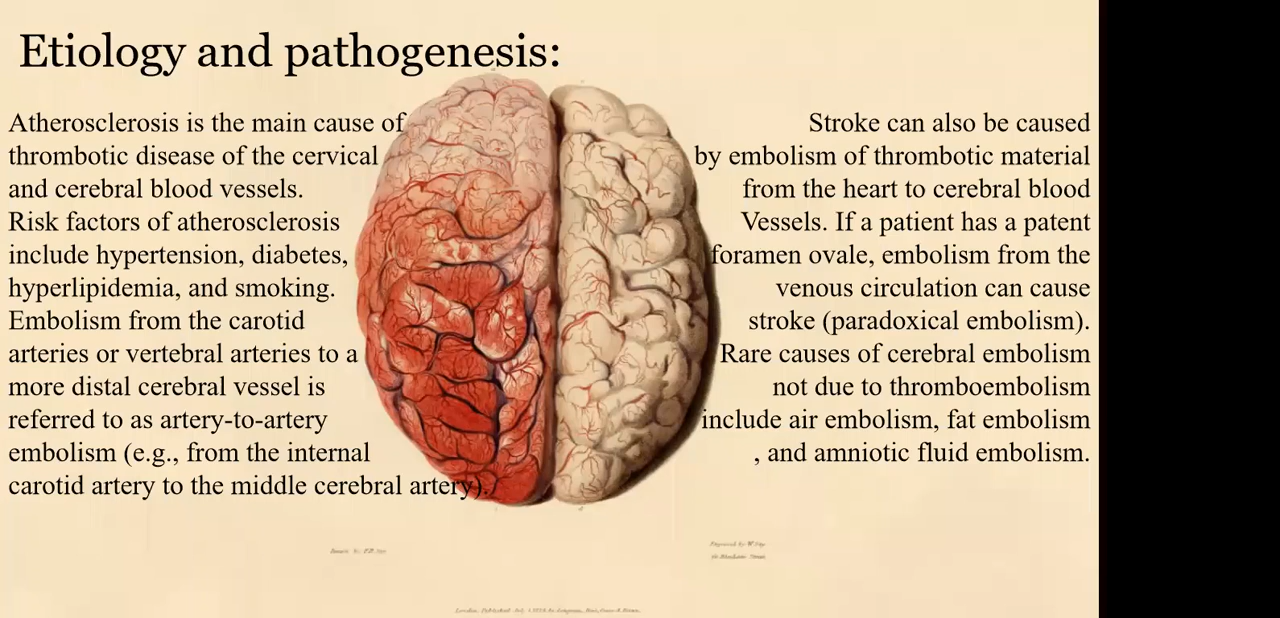 Etiology and pathogenesis:
Atherosclerosis is the main cause of
thrombotic disease of the cervical
and cerebral blood vessels.
Risk factors of atherosclerosis
include hypertension, diabetes,
hyperlipidemia, and smoking.
Embolism from the carotid
arteries or vertebral arteries to a
more distal cerebral vessel is
referred to as artery-to-artery
embolism (e.g., from the internal
carotid artery to the middle cerebral artery).
Stroke can also be caused
by embolism of thrombotic material
from the heart to cerebral blood
Vessels. If a patient has a patent
foramen ovale, embolism from the
venous circulation can cause
stroke (paradoxical embolism).
Rare causes of cerebral embolism
not due to thromboembolism
include air embolism, fat embolism
, and amniotic fluid embolism.
Engraved by W
London, Published